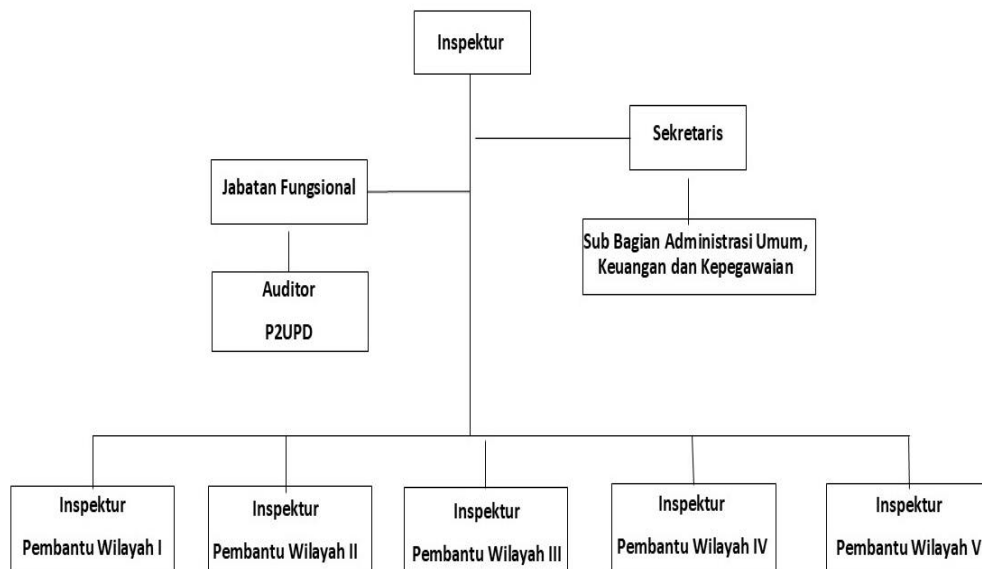 Inspektur
Sekretaris
Jabatan Fungsional
Sub Bagian Administrasi Umum,
Keuangan dan Kepegawaian
Auditor
P2UPD
Inspektur
Pembantu Wilayah I
Inspektur
Pembantu Wilayah II
Inspektur
Pembantu Wilayah III
Inspektur
Pembantu Wilayah IV
Inspektur
Pembantu Wilayah V